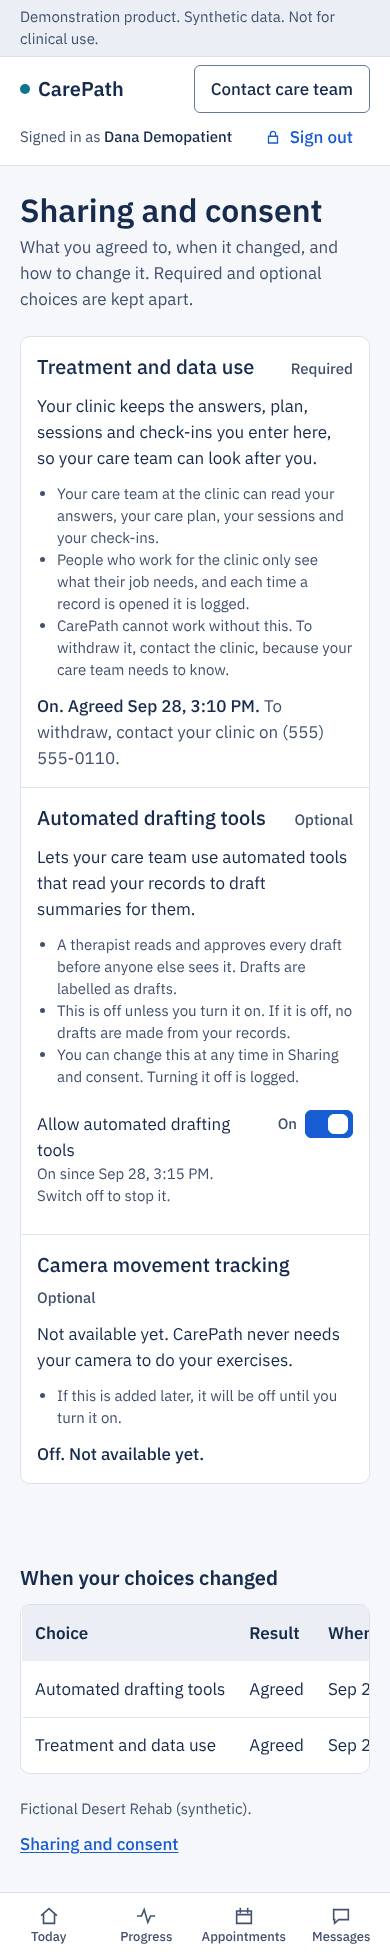 Demonstration product. Synthetic data. Not for
clinical use.
CarePath
Contact care team
Signed in as Dana Demopatient
Sign out
Sharing and consent
What you agreed to, when it changed, and
how to change it. Required and optional
choices are kept apart.
Treatment and data use
Required
Your clinic keeps the answers, plan,
sessions and check-ins you enter here,
so your care team can look after you.
• Your care team at the clinic can read your
answers, your care plan, your sessions and
your check-ins.
• People who work for the clinic only see
what their job needs, and each time a
record is opened it is logged.
• CarePath cannot work without this. To
withdraw it, contact the clinic, because your
care team needs to know.
On. Agreed Sep 28, 3:10 PM. To
withdraw, contact your clinic on (555)
555-0110.
Automated drafting tools
Optional
Lets your care team use automated tools
that read your records to draft
summaries for them.
• A therapist reads and approves every draft
before anyone else sees it. Drafts are
labelled as drafts.
• This is off unless you turn it on. If it is off, no
drafts are made from your records.
• You can change this at any time in Sharing
and consent. Turning it off is logged.
Allow automated drafting
tools
On
On since Sep 28, 3:15 PM.
Switch off to stop it.
Camera movement tracking
Optional
Not available yet. CarePath never needs
your camera to do your exercises.
• If this is added later, it will be off until you
turn it on.
Off. Not available yet.
When your choices changed
Choice Result
Automated drafting tools Agreed Sep 2
Treatment and data use Agreed Sep 2
Fictional Desert Rehab (synthetic).
Sharing and consent
Today Progress Appointments Messages